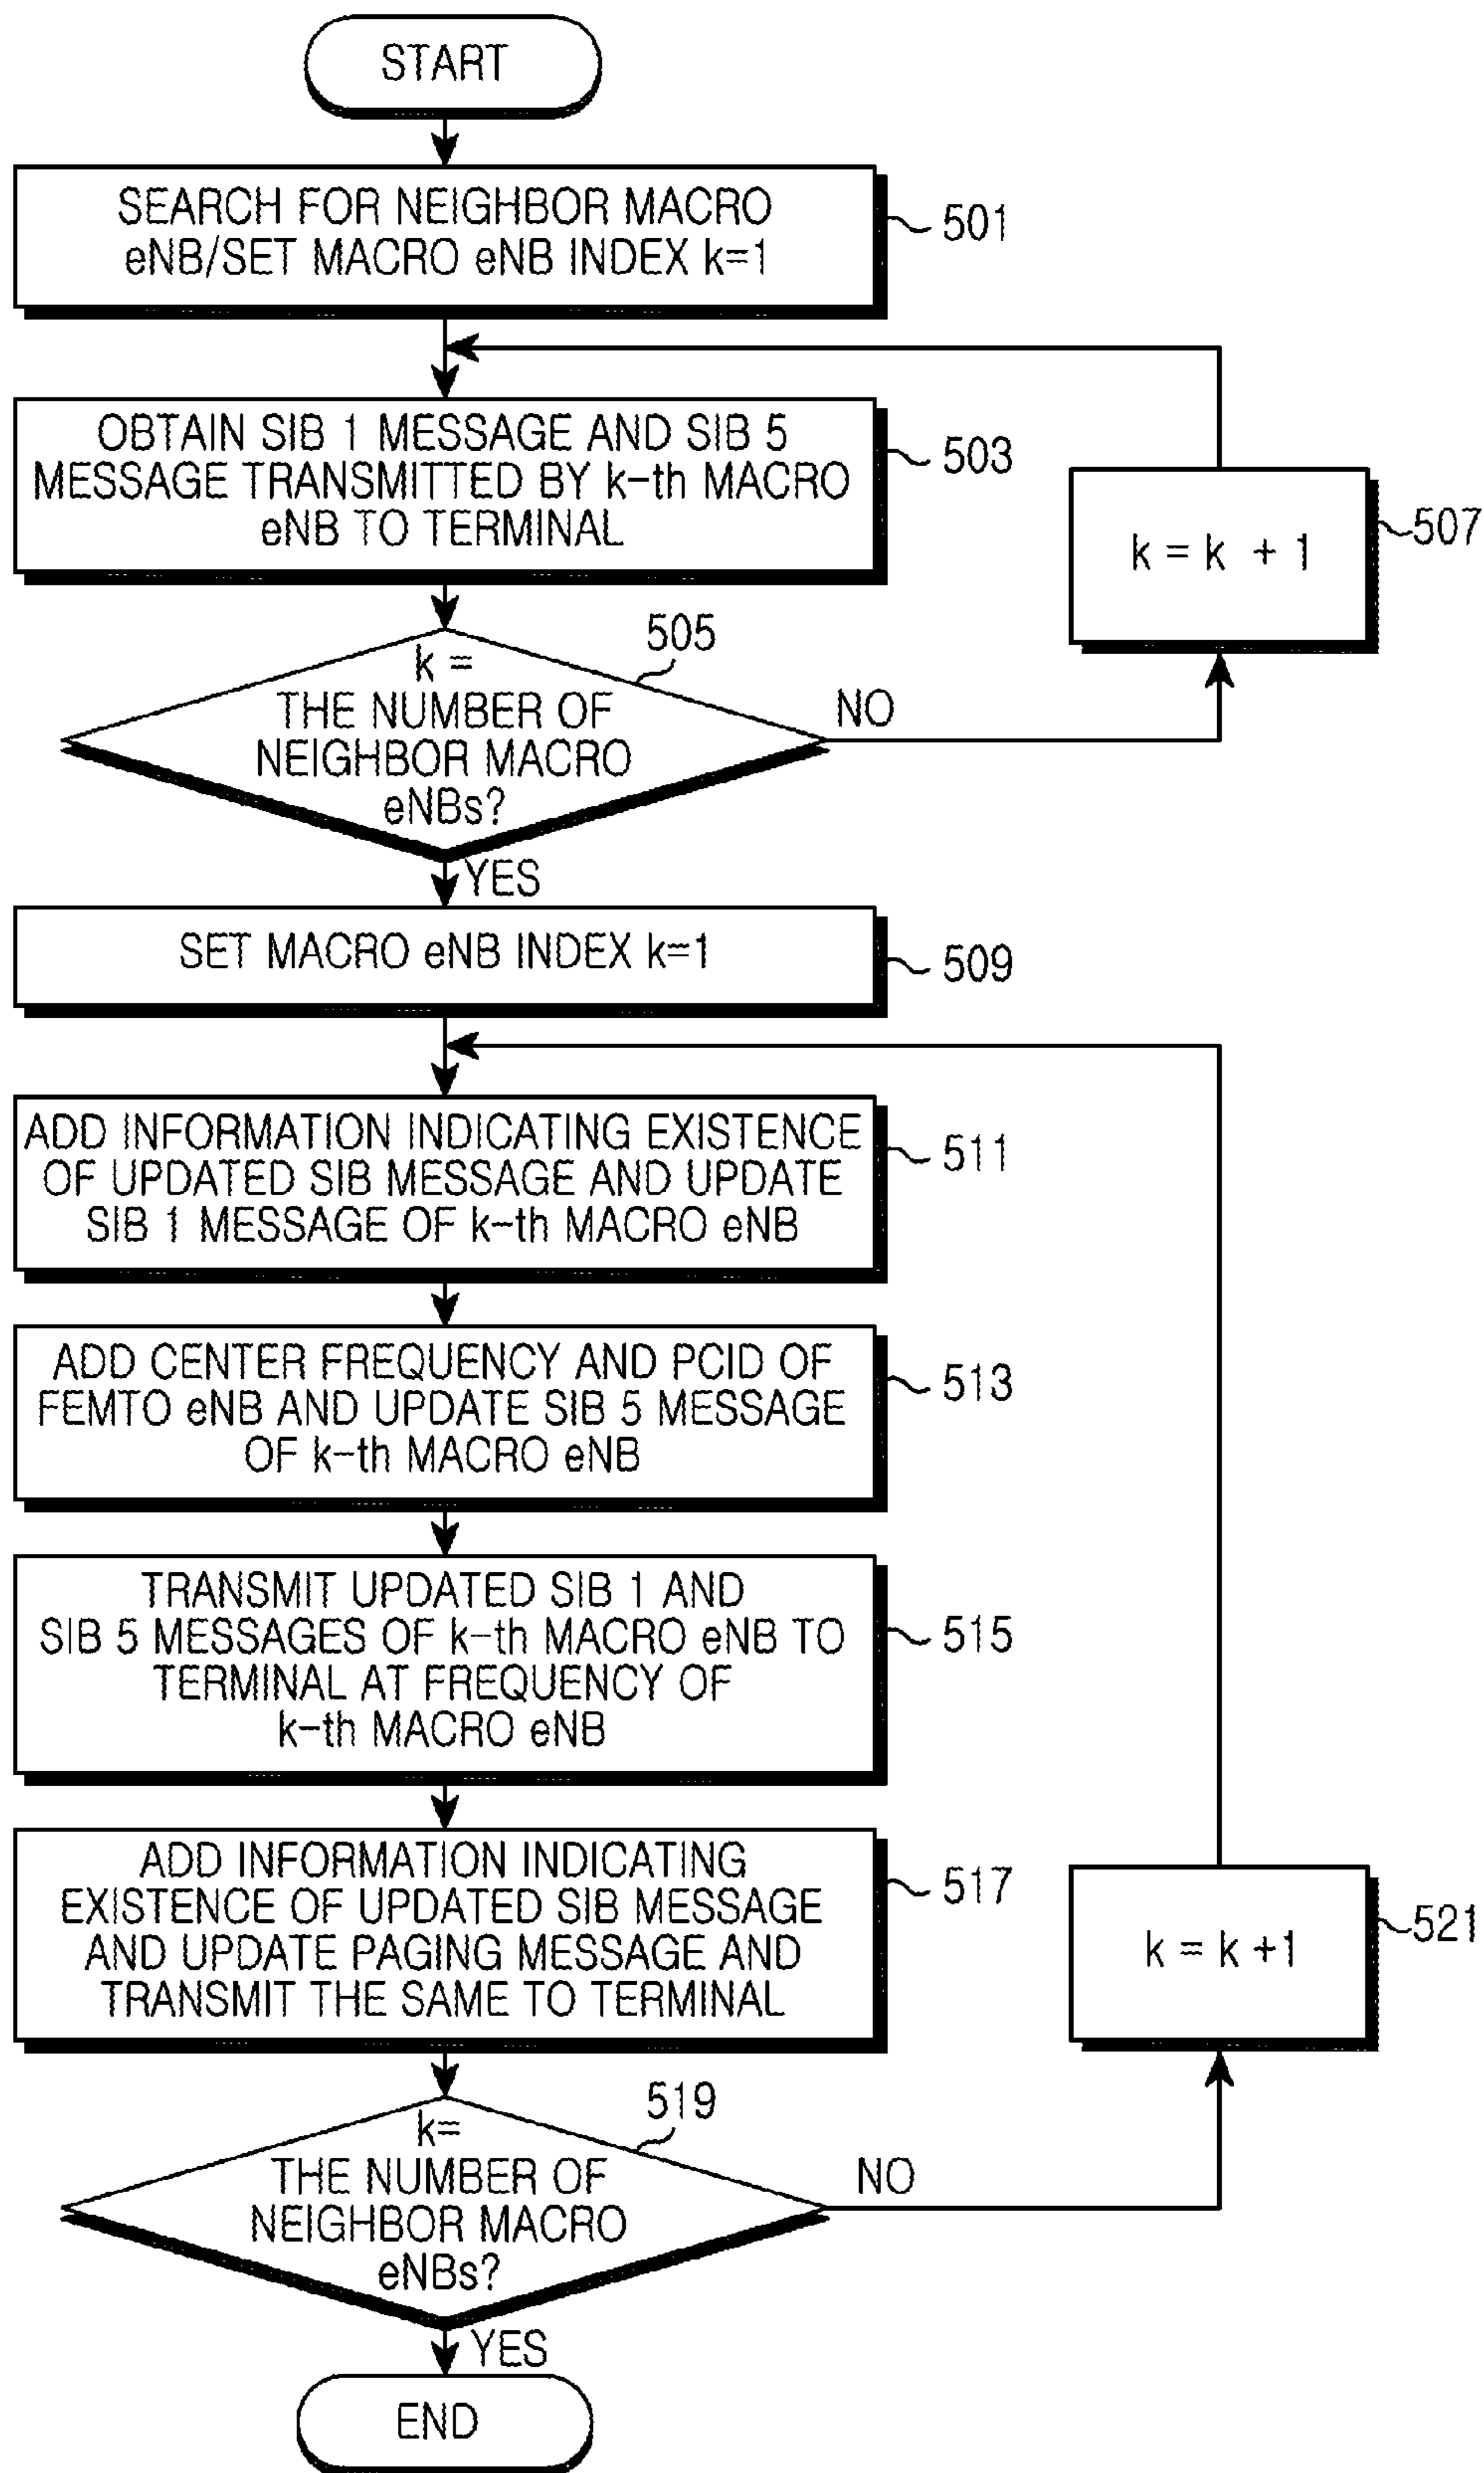 START
SEARCH FOR NEIGHBOR MACRO
eNB/SET MACRO eNB INDEX k=1
501
OBTAIN SIB 1 MESSAGE AND SIB 5
MESSAGE TRANSMITTED BY k-th MACRO
eNB TO TERMINAL
503
k = k + 1
507
505
k =
THE NUMBER OF
NEIGHBOR MACRO
eNBs?
NO
YES
SET MACRO eNB INDEX k=1
509
ADD INFORMATION INDICATING EXISTENCE
OF UPDATED SIB MESSAGE AND UPDATE
SIB 1 MESSAGE OF k-th MACRO eNB
511
ADD CENTER FREQUENCY AND PCID OF
FEMTO eNB AND UPDATE SIB 5 MESSAGE
OF k-th MACRO eNB
513
TRANSMIT UPDATED SIB 1 AND
SIB 5 MESSAGES OF k-th MACRO eNB TO
TERMINAL AT FREQUENCY OF
k-th MACRO eNB
515
ADD INFORMATION INDICATING
EXISTENCE OF UPDATED SIB MESSAGE
AND UPDATE PAGING MESSAGE AND
TRANSMIT THE SAME TO TERMINAL
517
k = k +1
521
519
k=
THE NUMBER OF
NEIGHBOR MACRO
eNBs?
NO
YES
END